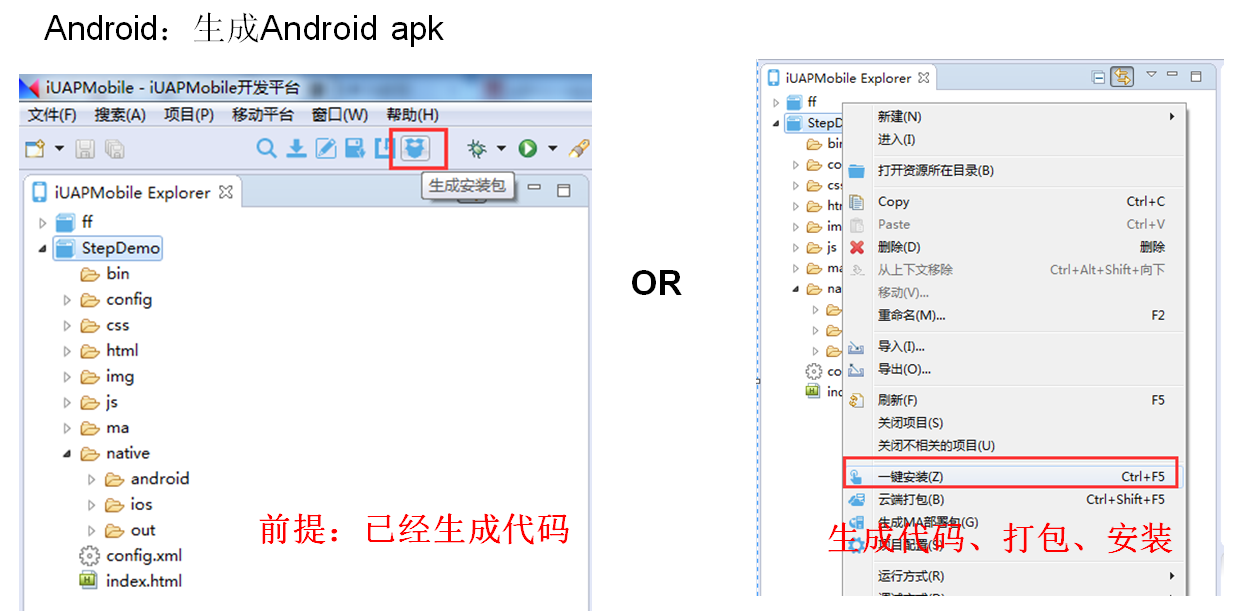 Android：生成Android apk
iUAPMobile - iUAPMobile开发平台
文件(F) 搜索(A) 项目(P) 移动平台 窗口(W) 帮助(H)
生成安装包
iUAPMobile Explorer
ff
StepDemo
bin
config
css
html
img
js
ma
native
android
ios
out
config.xml
index.html
前提：已经生成代码
OR
iUAPMobile Explorer
ff
StepD
bin
co
css
htr
im
js
ma
na
co
inc
新建(N)
进入(I)
打开资源所在目录(B)
Copy Ctrl+C
Paste Ctrl+V
删除(D) 删除
从上下文移除 Ctrl+Alt+Shift+向下
移动(V)...
重命名(M)... F2
导入(I)...
导出(O)...
刷新(F) F5
关闭项目(S)
关闭不相关的项目(U)
一键安装(Z) Ctrl+F5
云端打包(B) Ctrl+Shift+F5
生成MA部署包(G)
项目配置(S)
生成代码、打包、安装
运行方式(R)